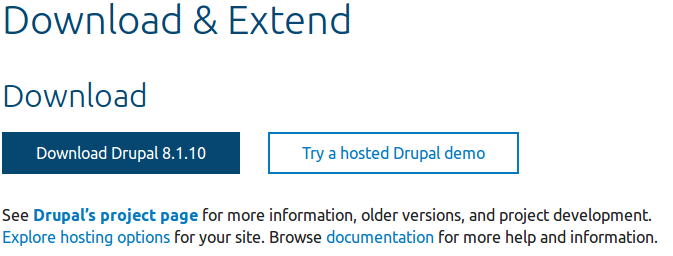 Download & Extend
Download
Download Drupal 8.1.10
Try a hosted Drupal demo
See Drupal’s project page for more information, older versions, and project development.
Explore hosting options for your site. Browse documentation for more help and information.